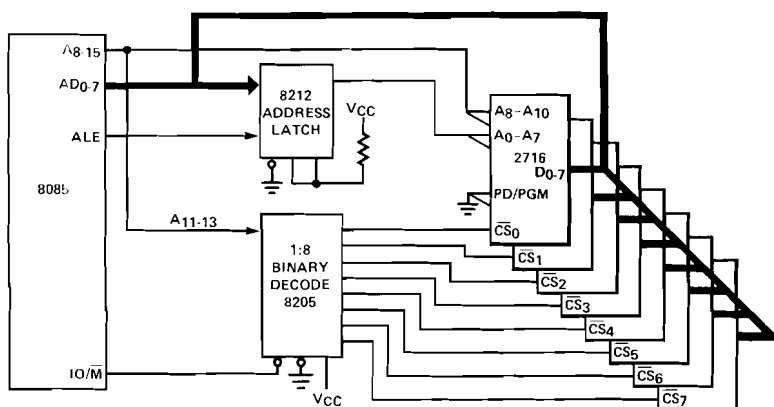 A8-15
AD0-7
ALE
8085
IO/M̅
8212
ADDRESS
LATCH
VCC
A11-13
1:8
BINARY
DECODE
8205
VCC
A8-A10
A0-A7
2716
D0-7
PD/PGM
C̅S̅0
C̅S̅1
C̅S̅2
C̅S̅3
C̅S̅4
C̅S̅5
C̅S̅6
C̅S̅7